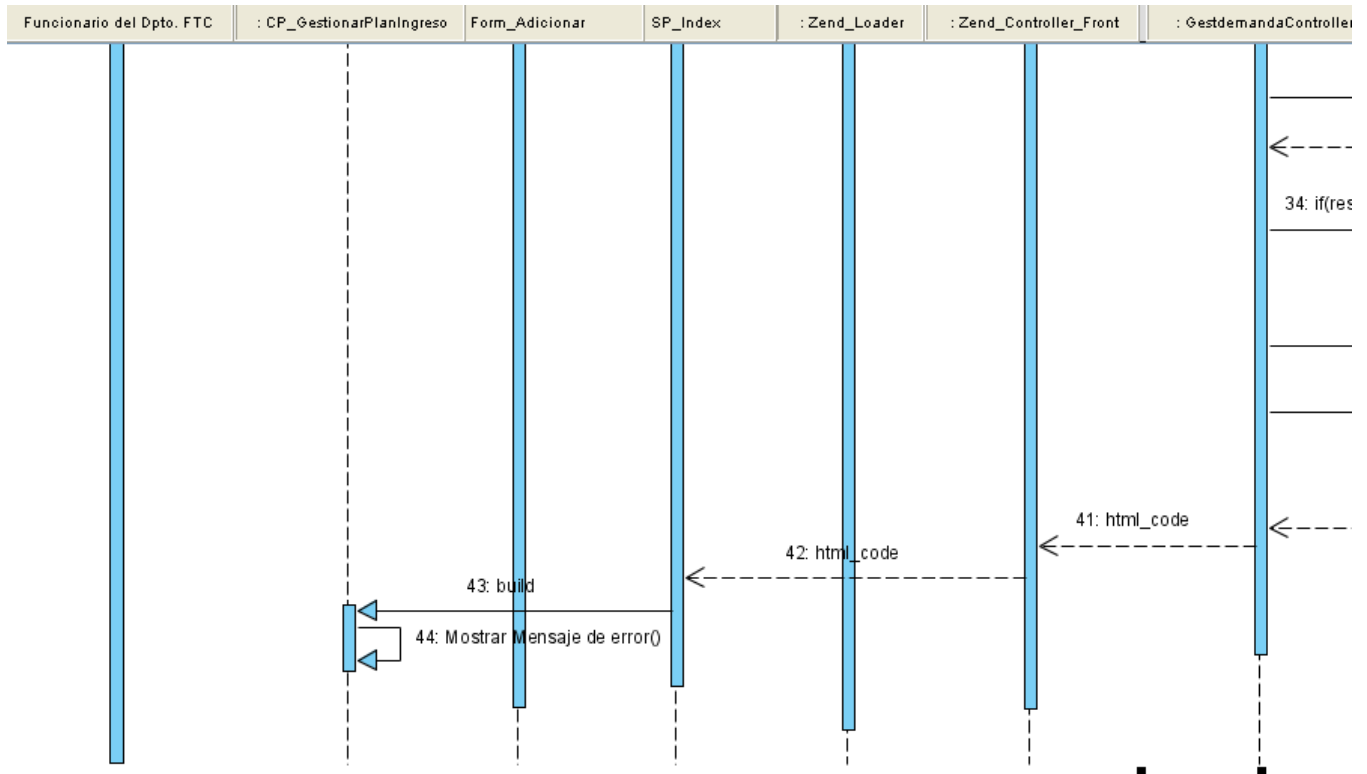 Funcionario del Dpto. FTC
: CP_GestionarPlanIngreso
Form_Adicionar
SP_Index
: Zend_Loader
: Zend_Controller_Front
: GestdemandaController
34: if(res
41: html_code
42: html_code
43: build
44: Mostrar Mensaje de error()